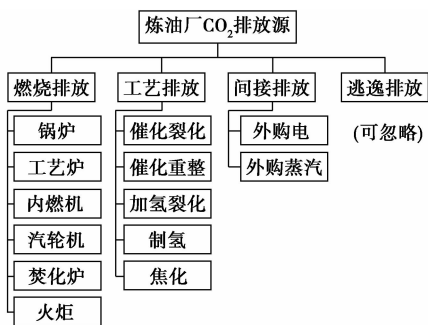 炼油厂CO₂排放源
燃烧排放 工艺排放 间接排放 逃逸排放
锅炉 催化裂化 外购电 (可忽略)
工艺炉 催化重整 外购蒸汽
内燃机 加氢裂化
汽轮机 制氢
焚化炉 焦化
火炬